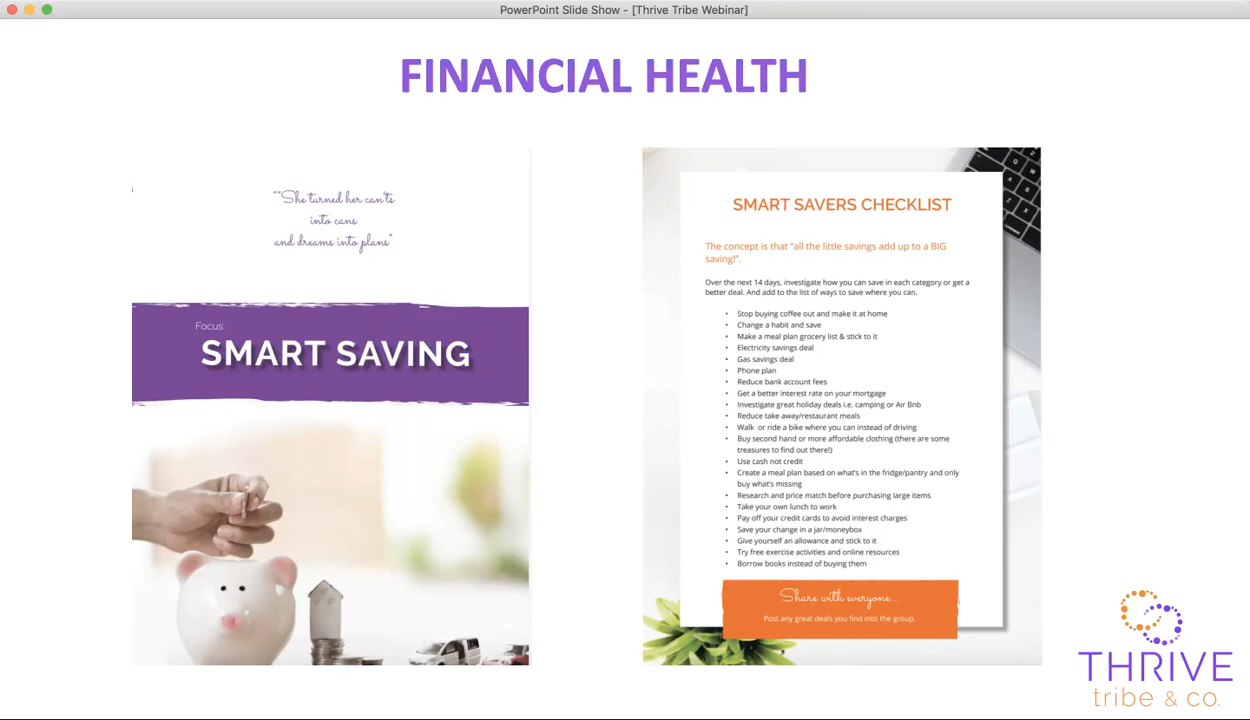 PowerPoint Slide Show - [Thrive Tribe Webinar]
FINANCIAL HEALTH
""She turned her can'ts
into cans
and dreams into plans"
Focus:
SMART SAVING
SMART SAVERS CHECKLIST
The concept is that "all the little savings add up to a BIG
saving!".
Over the next 14 days, investigate how you can save in each category or get a
better deal. And add to the list of ways to save where you can.
• Stop buying coffee out and make it at home
• Change a habit and save
• Make a meal plan grocery list & stick to it
• Electricity savings deal
• Gas savings deal
• Phone plan
• Reduce bank account fees
• Get a better interest rate on your mortgage
• Investigate great holiday deals i.e. camping or Air Bnb
• Reduce take away/restaurant meals
• Walk or ride a bike where you can instead of driving
• Buy second hand or more affordable clothing (there are some
treasures to find out there!)
• Use cash not credit
• Create a meal plan based on what's in the fridge/pantry and only
buy what's missing
• Research and price match before purchasing large items
• Take your own lunch to work
• Pay off your credit cards to avoid interest charges
• Save your change in a jar/moneybox
• Give yourself an allowance and stick to it
• Try free exercise activities and online resources
• Borrow books instead of buying them
Share with everyone...
Post any great deals you find into the group.
THRIVE
tribe & co.